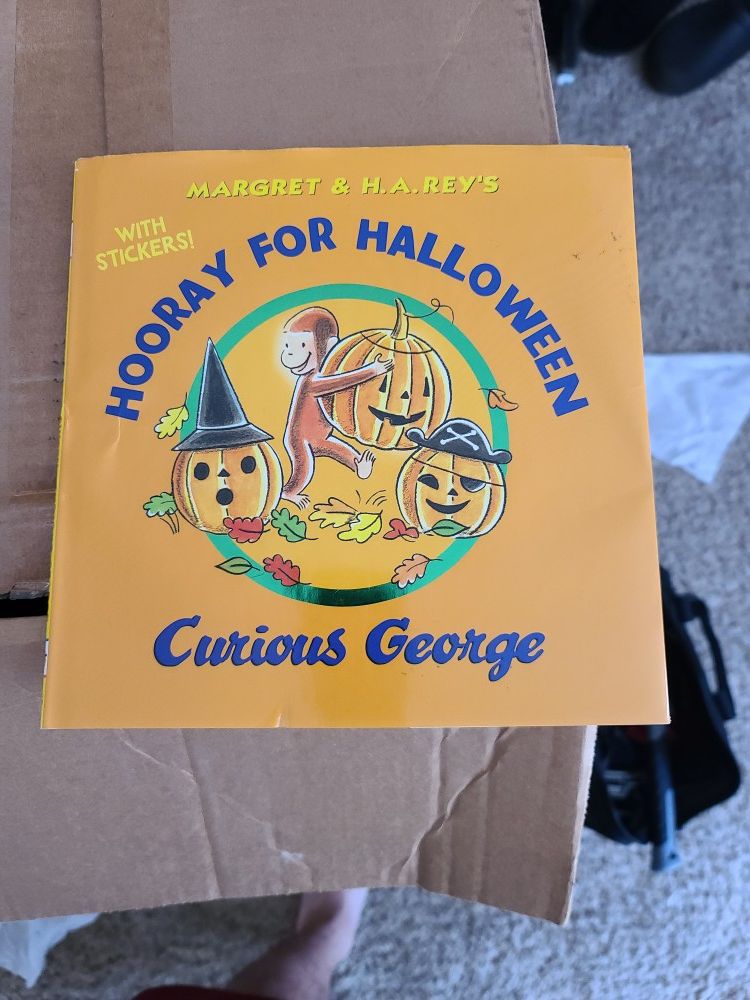 MARGRET & H.A.REY'S
WITH
STICKERS!
HOORAY FOR HALLOWEEN
Curious George